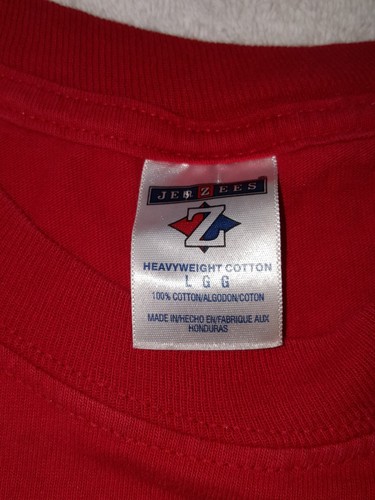 JERZEES
Z
HEAVYWEIGHT COTTON
L G G
100% COTTON/ALGODON/COTON
MADE IN/HECHO EN/FABRIQUE AUX
HONDURAS